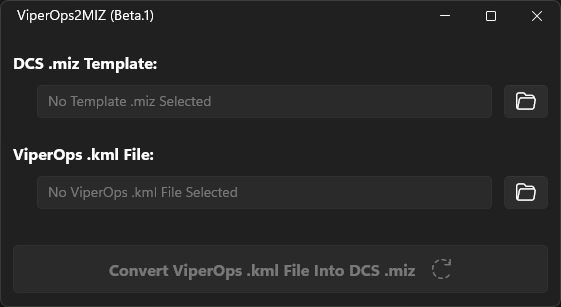 ViperOps2MIZ (Beta.1)
DCS .miz Template:
No Template .miz Selected
ViperOps .kml File:
No ViperOps .kml File Selected
Convert ViperOps .kml File Into DCS .miz